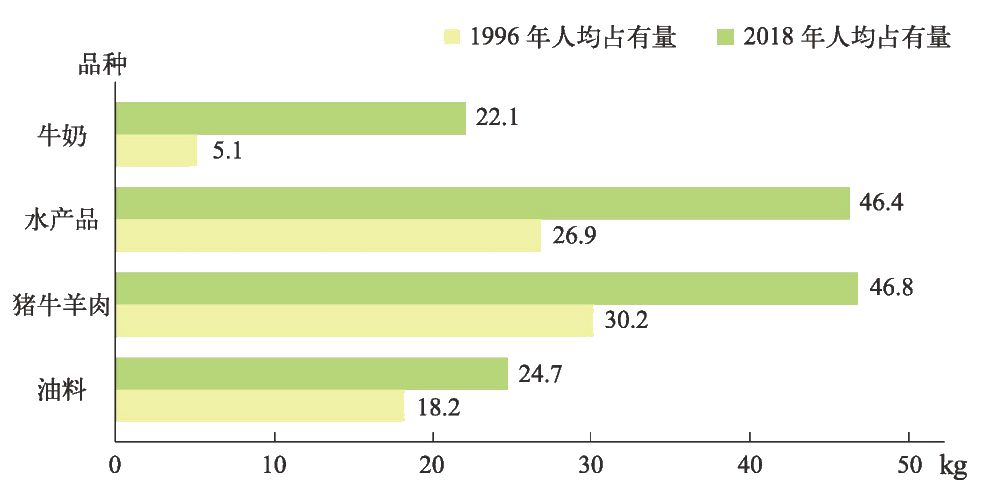 1996 年人均占有量 2018 年人均占有量
品种
牛奶
22.1
5.1
水产品
46.4
26.9
猪牛羊肉
46.8
30.2
油料
24.7
18.2
0 10 20 30 40 50 kg